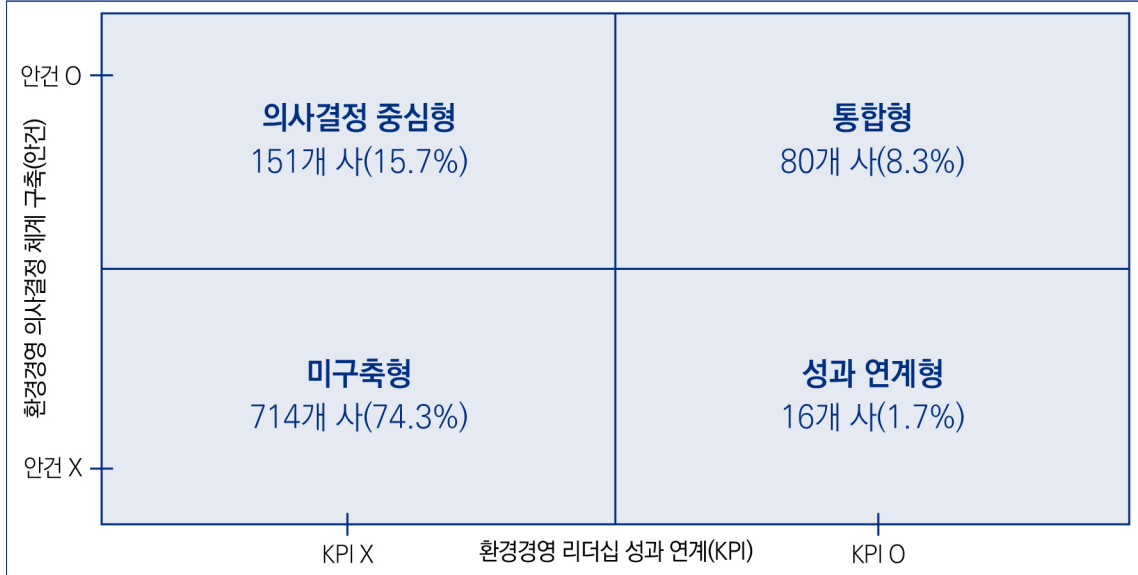 안건 O
의사결정 중심형
151개 사(15.7%)
통합형
80개 사(8.3%)
환경경영 의사결정 체계 구축(안건)
미구축형
714개 사(74.3%)
성과 연계형
16개 사(1.7%)
안건 X
KPI X
환경경영 리더십 성과 연계(KPI)
KPI O